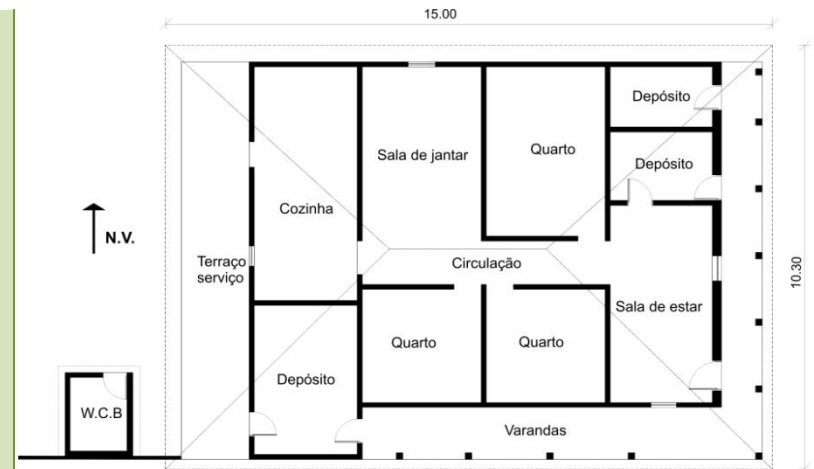 15.00
Depósito
Sala de jantar
Quarto
Depósito
Cozinha
N.V.
Terraço
serviço
Circulação
10.30
Sala de estar
Quarto
Quarto
Depósito
W.C.B
Varandas